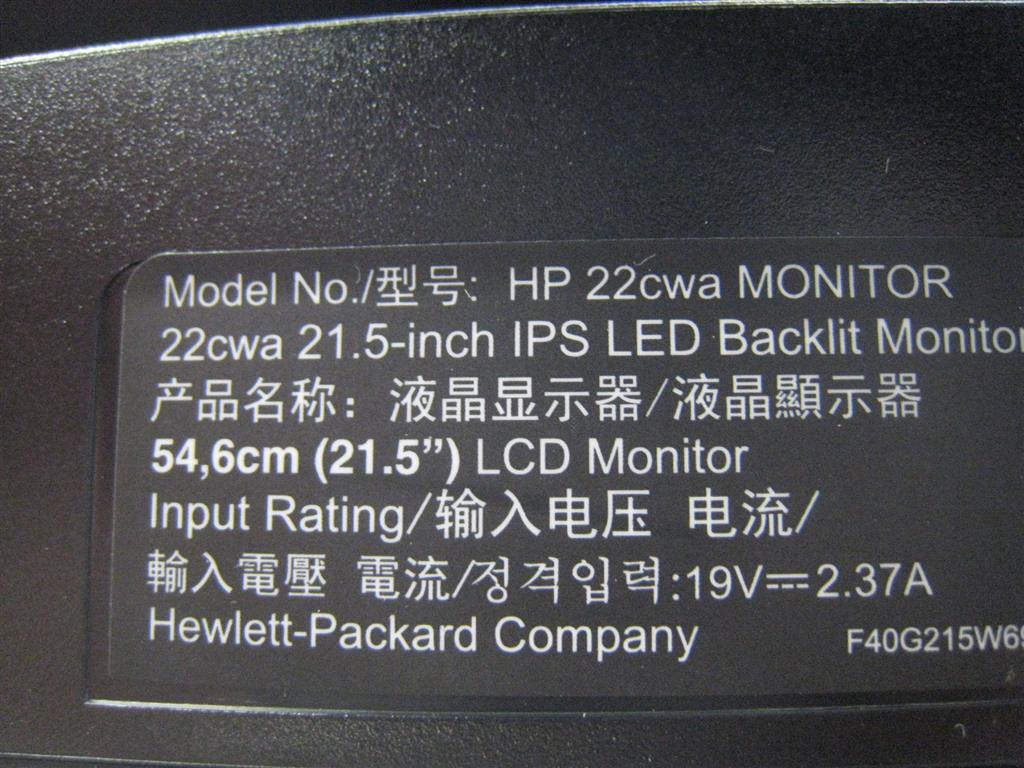 Model No./型号: HP 22cwa MONITOR
22cwa 21.5-inch IPS LED Backlit Monitor
产品名称: 液晶显示器/液晶顯示器
54,6cm (21.5") LCD Monitor
Input Rating/输入电压 电流/
輸入電壓 電流/정격입력:19V⎓2.37A
Hewlett-Packard Company